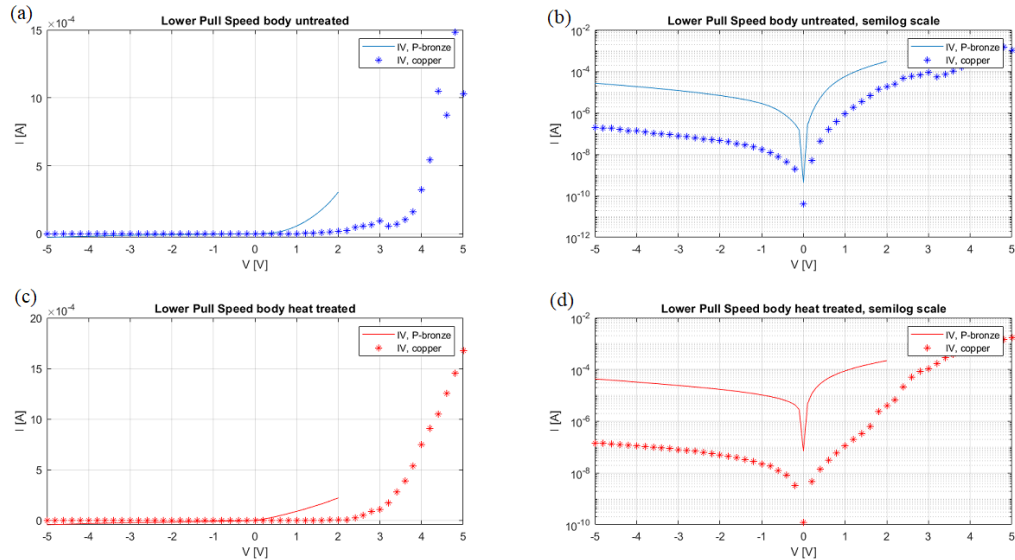 (a)
Lower Pull Speed body untreated
×10⁻⁴
IV, P-bronze
IV, copper
15
10
5
0
I [A]
-5 -4 -3 -2 -1 0 1 2 3 4 5
V [V]
(b)
Lower Pull Speed body untreated, semilog scale
IV, P-bronze
IV, copper
10⁻²
10⁻⁴
10⁻⁶
10⁻⁸
10⁻¹⁰
10⁻¹²
I [A]
-5 -4 -3 -2 -1 0 1 2 3 4 5
V [V]
(c)
Lower Pull Speed body heat treated
×10⁻⁴
IV, P-bronze
IV, copper
20
15
10
5
0
I [A]
-5 -4 -3 -2 -1 0 1 2 3 4 5
V [V]
(d)
Lower Pull Speed body heat treated, semilog scale
IV, P-bronze
IV, copper
10⁻²
10⁻⁴
10⁻⁶
10⁻⁸
10⁻¹⁰
I [A]
-5 -4 -3 -2 -1 0 1 2 3 4 5
V [V]